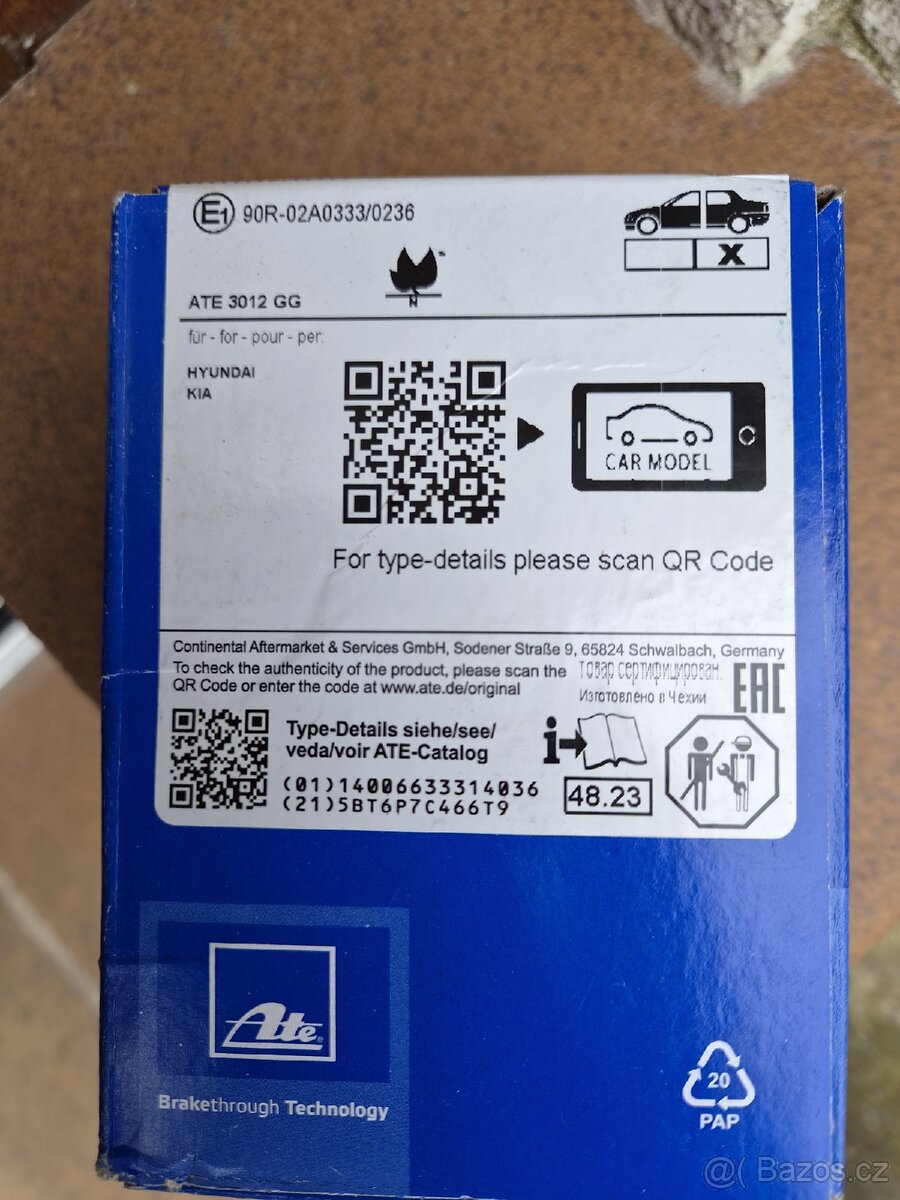 E1 90R-02A0333/0236
X
N
ATE 3012 GG
für - for - pour - per:
HYUNDAI
KIA
CAR MODEL
For type-details please scan QR Code
Continental Aftermarket & Services GmbH, Sodener Straße 9, 65824 Schwalbach, Germany
To check the authenticity of the product, please scan the
QR Code or enter the code at www.ate.de/original
Товар сертифицирован.
Изготовлено в Чехии
EAC
Type-Details siehe/see/
veda/voir ATE-Catalog
(01)14006633314036
(21)5BT6P7C466T9
i
48.23
Ate®
Brakethrough Technology
20
PAP
@( Bazos.cz